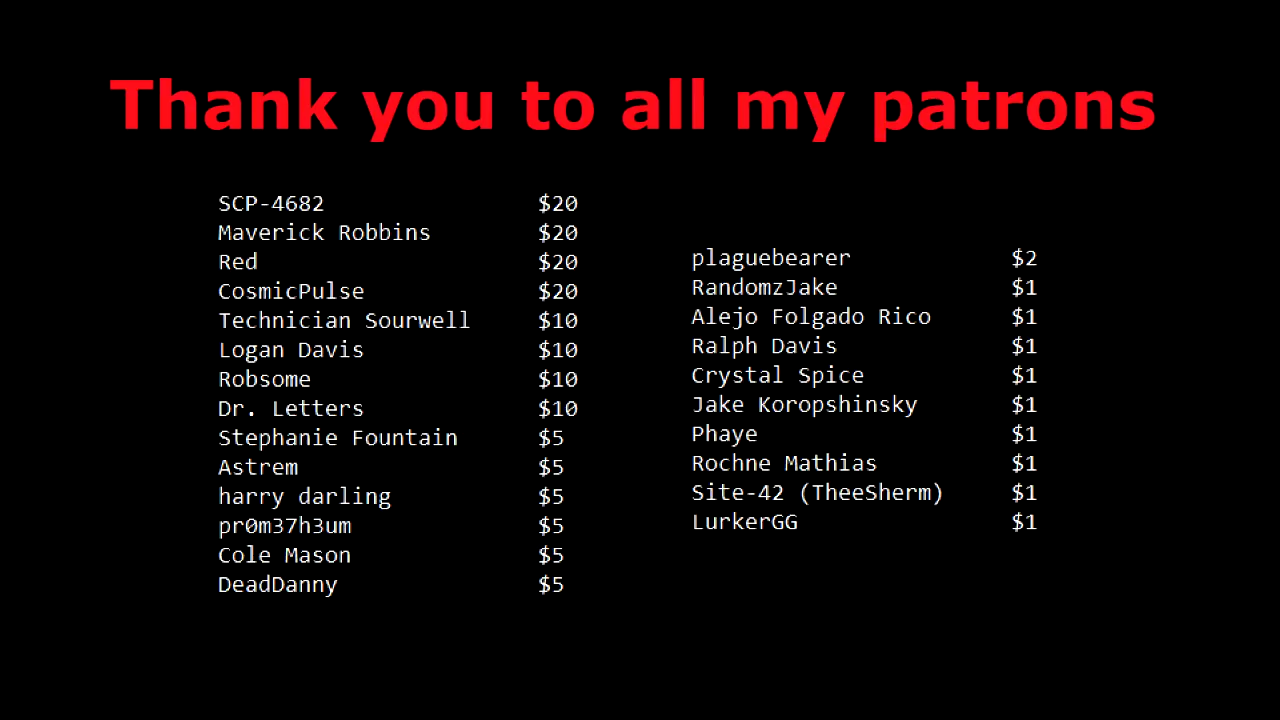 Thank you to all my patrons
SCP-4682 $20
Maverick Robbins $20
Red $20
CosmicPulse $20
Technician Sourwell $10
Logan Davis $10
Robsome $10
Dr. Letters $10
Stephanie Fountain $5
Astrem $5
harry darling $5
pr0m37h3um $5
Cole Mason $5
DeadDanny $5
plaguebearer $2
RandomzJake $1
Alejo Folgado Rico $1
Ralph Davis $1
Crystal Spice $1
Jake Koropshinsky $1
Phaye $1
Rochne Mathias $1
Site-42 (TheeSherm) $1
LurkerGG $1